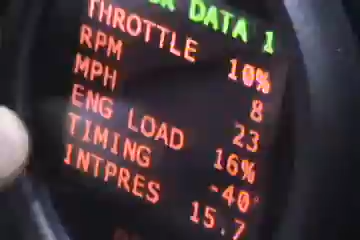 DATA 1
THROTTLE 10%
RPM 8
MPH 23
ENG LOAD 16%
TIMING -40°
INTPRES 15.7